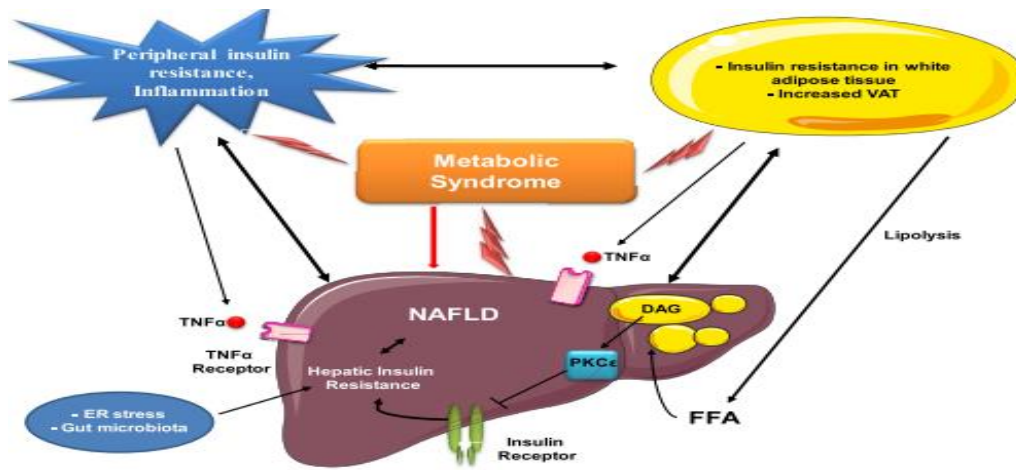 Peripheral insulin
resistance,
Inflammation
- Insulin resistance in white
adipose tissue
- Increased VAT
Metabolic
Syndrome
Lipolysis
TNFα
NAFLD
DAG
TNFα
TNFα
Receptor
PKCε
Hepatic Insulin
Resistance
- ER stress
- Gut microbiota
FFA
Insulin
Receptor